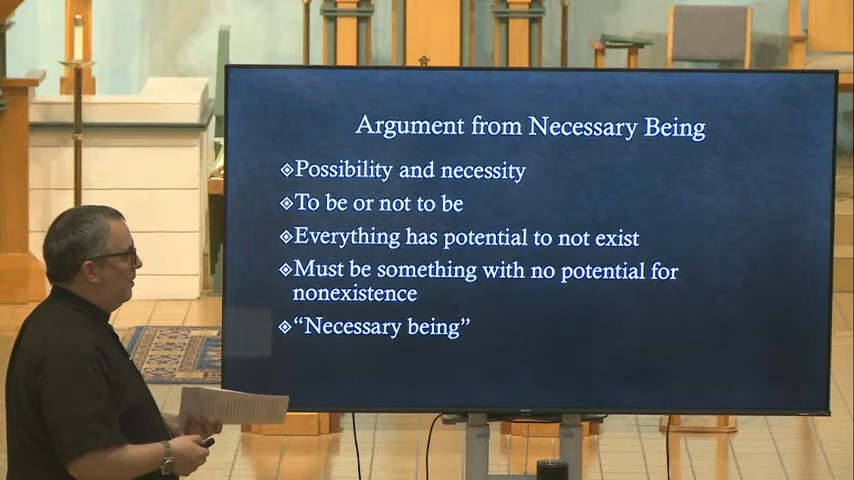 Argument from Necessary Being
Possibility and necessity
To be or not to be
Everything has potential to not exist
Must be something with no potential for
nonexistence
“Necessary being”